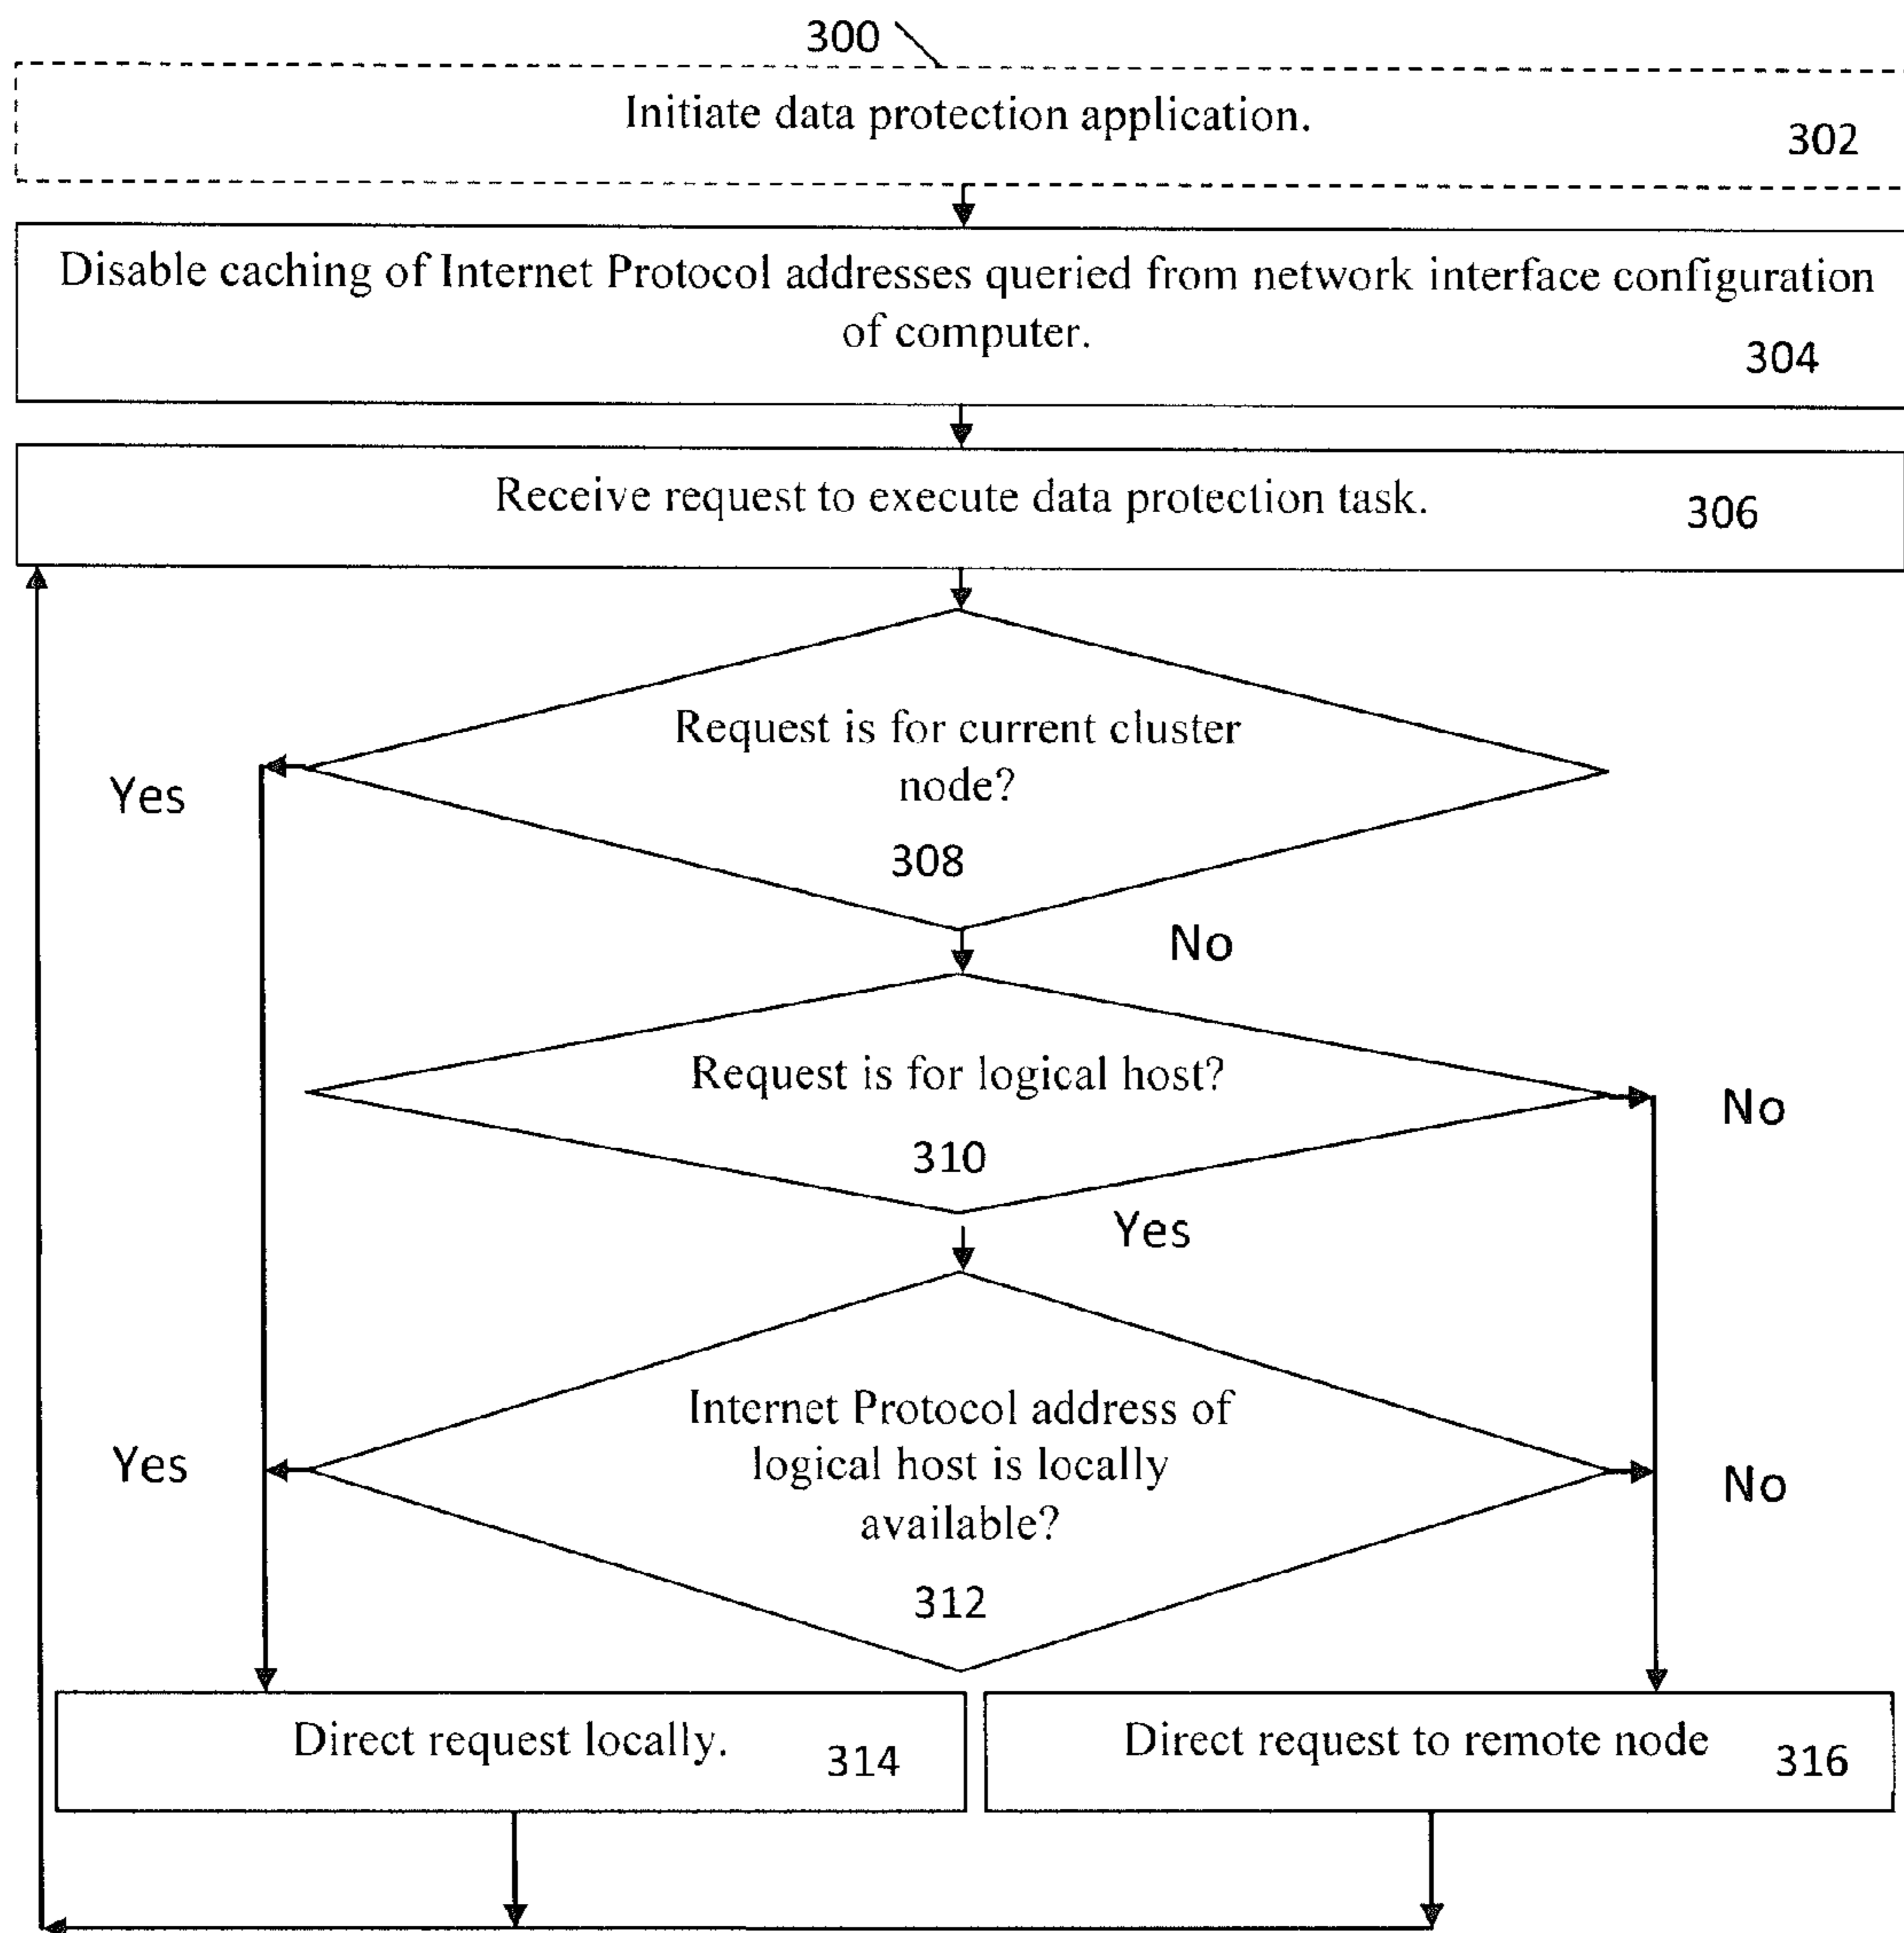 300
Initiate data protection application.
302
Disable caching of Internet Protocol addresses queried from network interface configuration
of computer.
304
Receive request to execute data protection task.
306
Request is for current cluster
node?
308
Yes
No
Request is for logical host?
310
No
Yes
Internet Protocol address of
logical host is locally
available?
312
Yes
No
Direct request locally.
314
Direct request to remote node
316